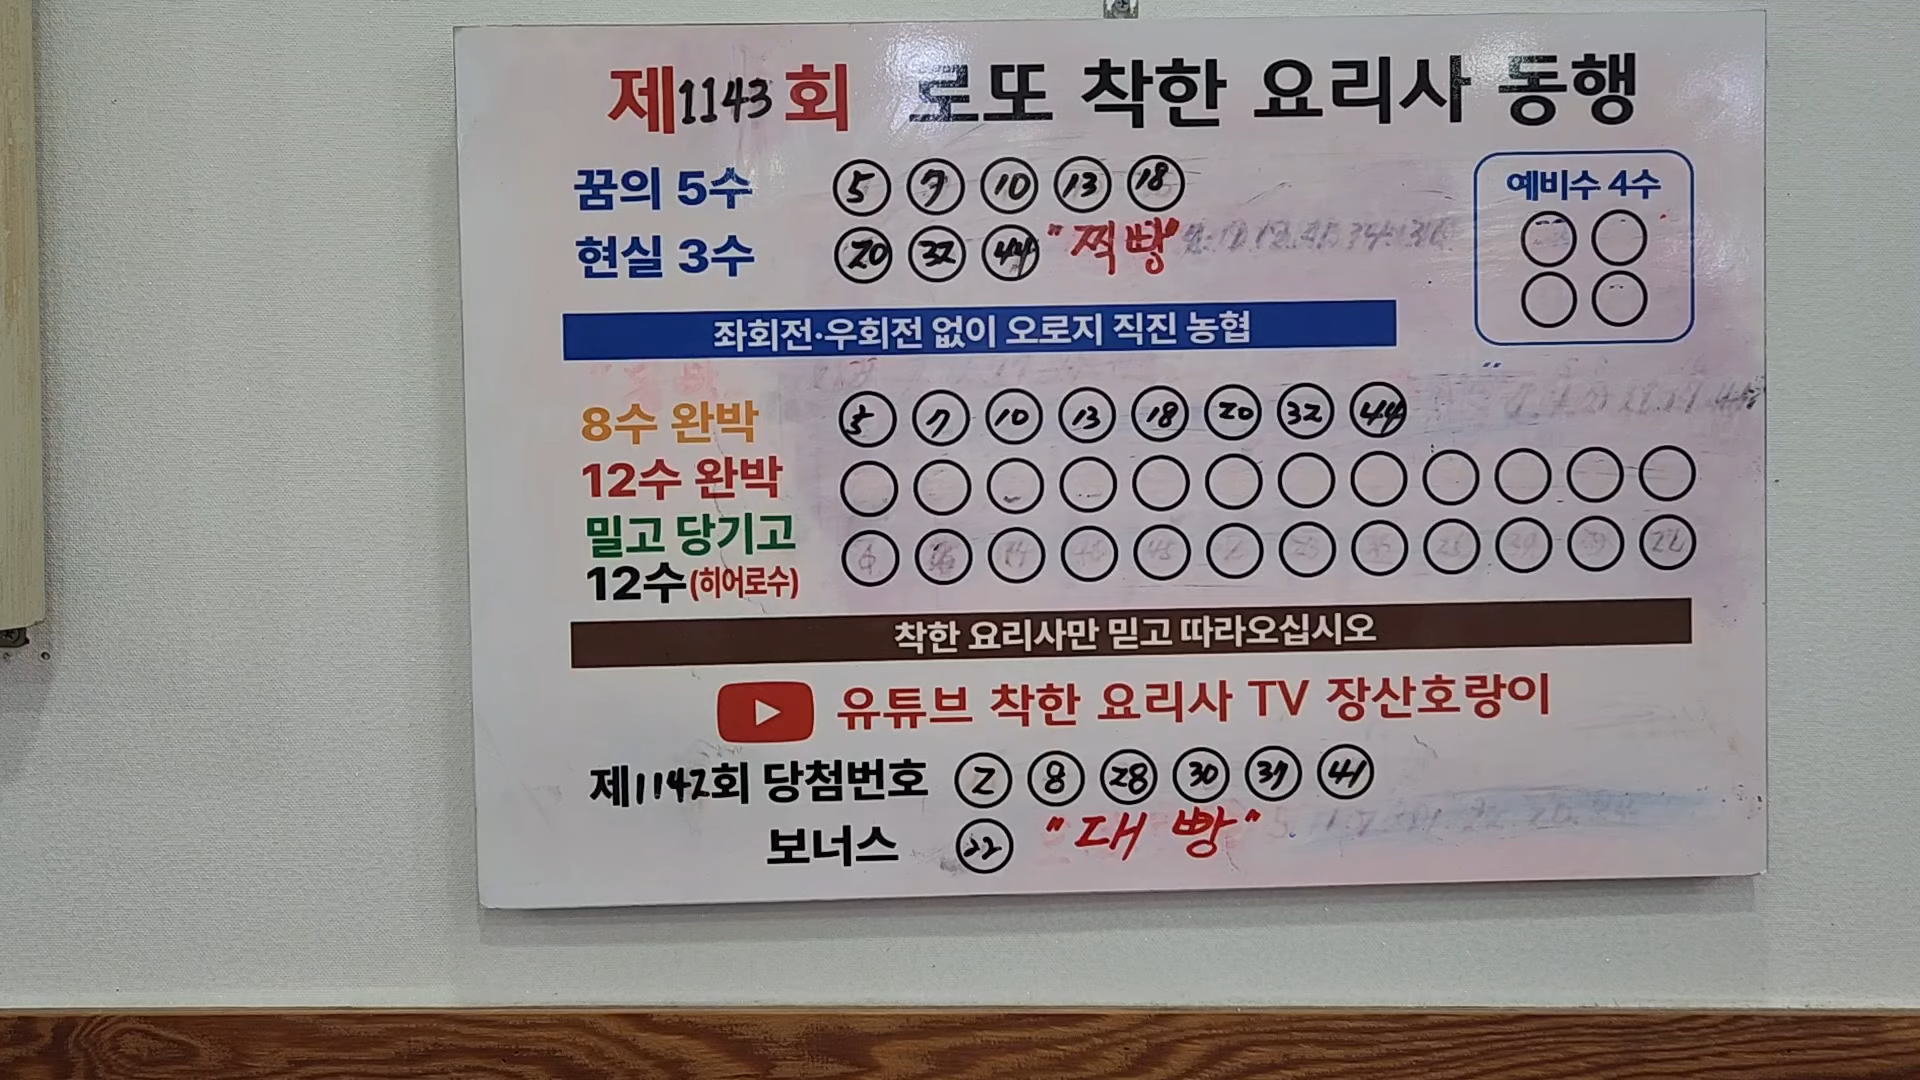 제1143회 로또 착한 요리사 동행
꿈의 5수 5 7 10 13 18
현실 3수 20 32 44 "찍빵"
예비수 4수
좌회전·우회전 없이 오로지 직진 농협
8수 완박 5 7 10 13 18 20 32 44
12수 완박
밀고 당기고
12수(히어로수)
착한 요리사만 믿고 따라오십시오
유튜브 착한 요리사 TV 장산호랑이
제1142회 당첨번호 2 8 28 30 37 41
보너스 22 "대빵"